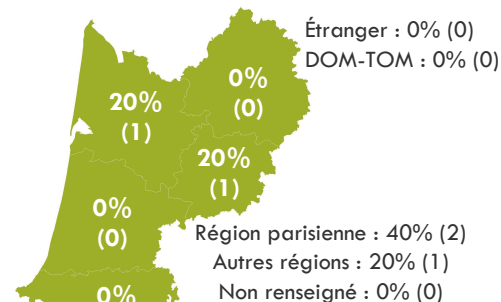 Étranger : 0% (0)
DOM-TOM : 0% (0)
0%
(0)
20%
(1)
20%
(1)
0%
(0)
Région parisienne : 40% (2)
Autres régions : 20% (1)
Non renseigné : 0% (0)
0%